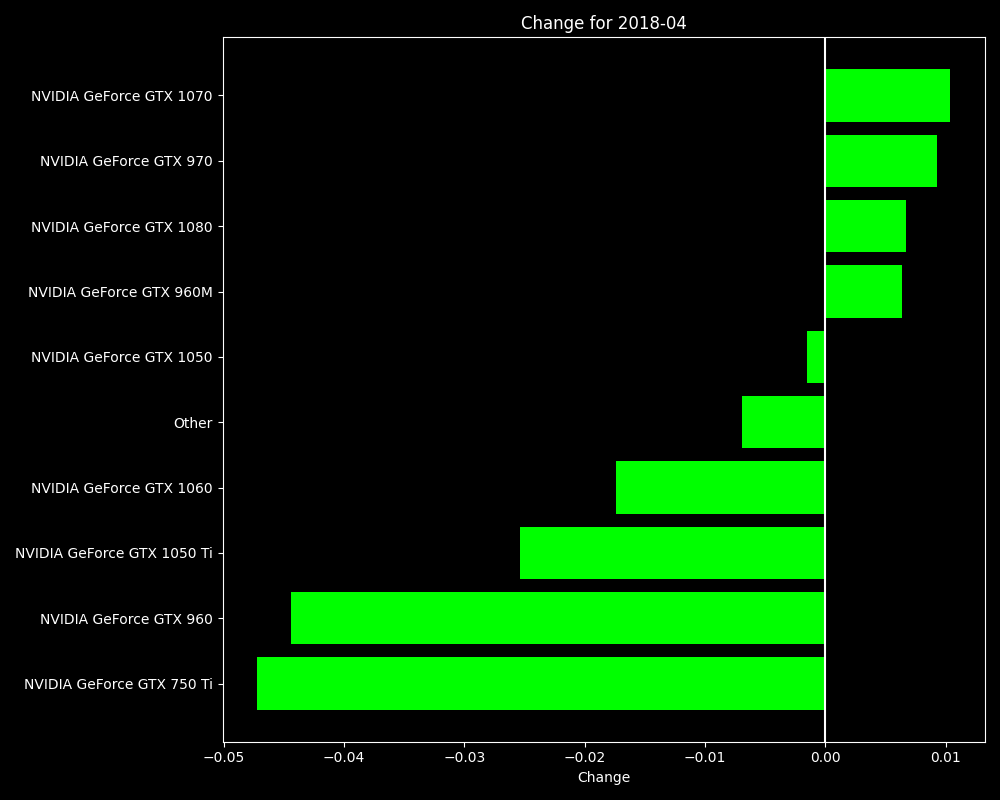 Change for 2018-04
NVIDIA GeForce GTX 1070
NVIDIA GeForce GTX 970
NVIDIA GeForce GTX 1080
NVIDIA GeForce GTX 960M
NVIDIA GeForce GTX 1050
Other
NVIDIA GeForce GTX 1060
NVIDIA GeForce GTX 1050 Ti
NVIDIA GeForce GTX 960
NVIDIA GeForce GTX 750 Ti
−0.05 −0.04 −0.03 −0.02 −0.01 0.00 0.01
Change